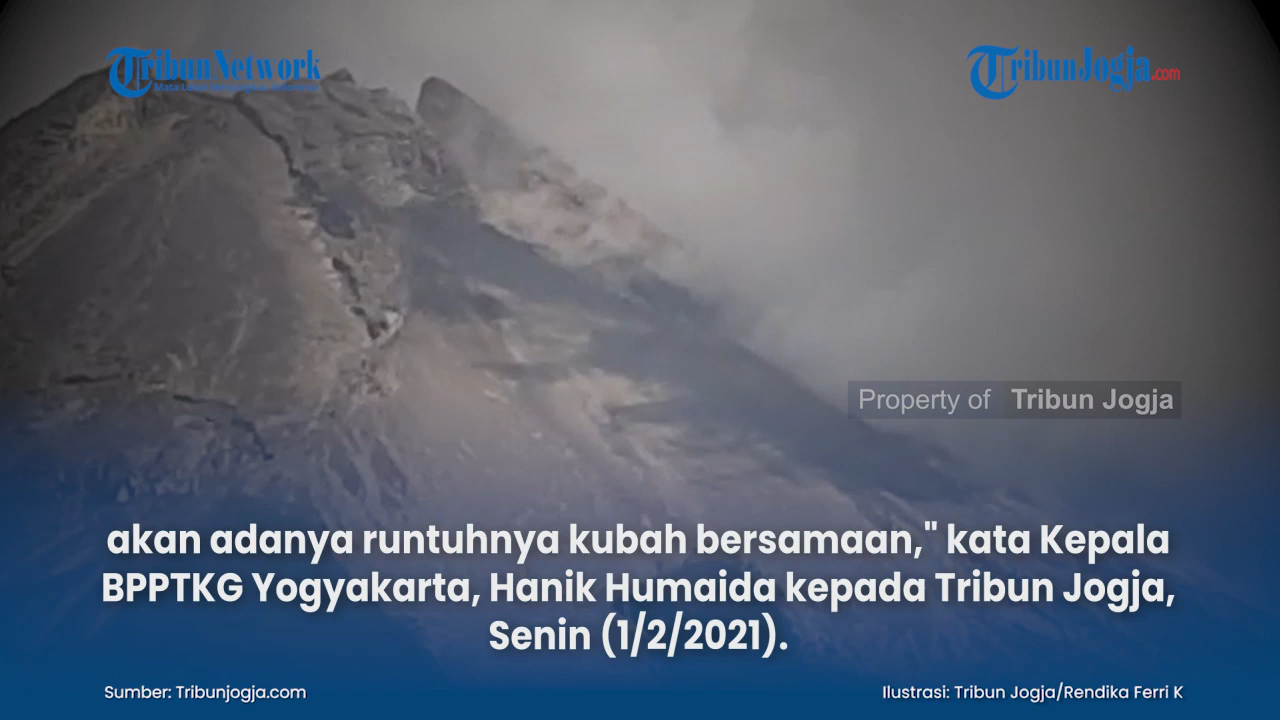 Tribun Network
TribunJogja.com
Property of Tribun Jogja
akan adanya runtuhnya kubah bersamaan," kata Kepala
BPPTKG Yogyakarta, Hanik Humaida kepada Tribun Jogja,
Senin (1/2/2021).
Sumber: Tribunjogja.com
Ilustrasi: Tribun Jogja/Rendika Ferri K